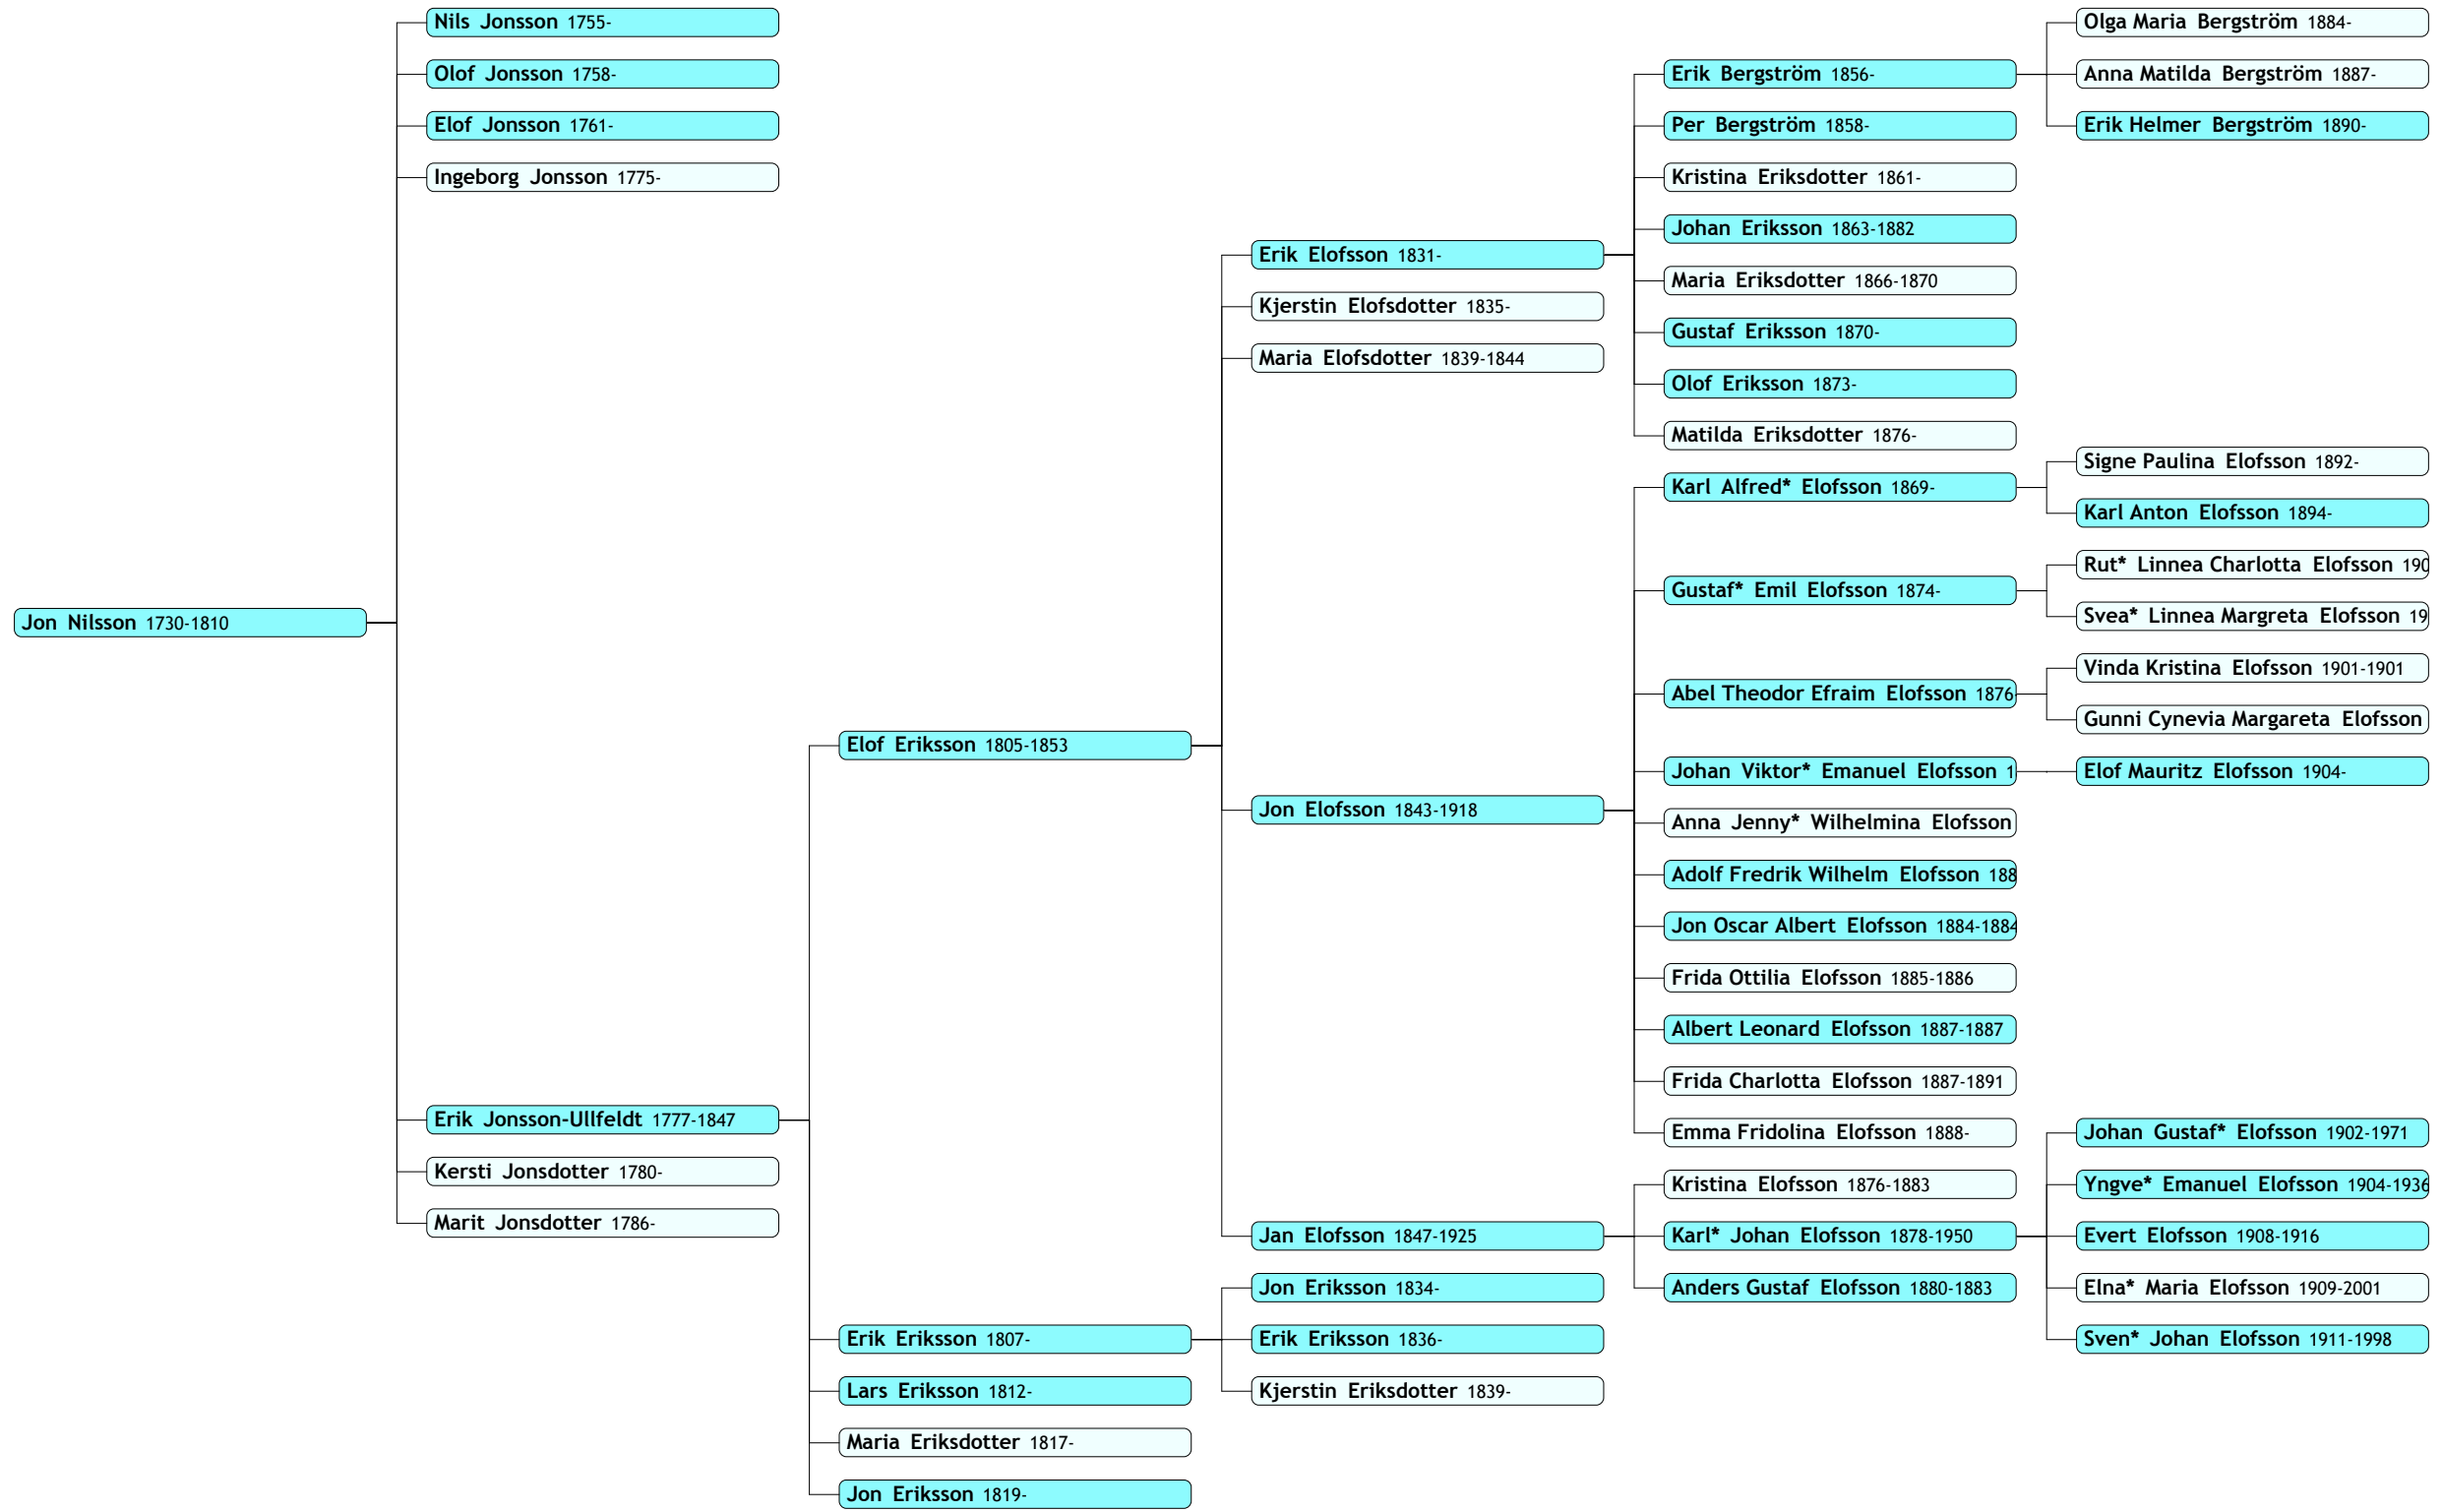 Jon Nilsson 1730-1810
Nils Jonsson 1755-
Olof Jonsson 1758-
Elof Jonsson 1761-
Ingeborg Jonsson 1775-
Erik Jonsson-Ullfeldt 1777-1847
Kersti Jonsdotter 1780-
Marit Jonsdotter 1786-
Elof Eriksson 1805-1853
Erik Eriksson 1807-
Lars Eriksson 1812-
Maria Eriksdotter 1817-
Jon Eriksson 1819-
Erik Elofsson 1831-
Kjerstin Elofsdotter 1835-
Maria Elofsdotter 1839-1844
Jon Elofsson 1843-1918
Jan Elofsson 1847-1925
Jon Eriksson 1834-
Erik Eriksson 1836-
Kjerstin Eriksdotter 1839-
Erik Bergström 1856-
Per Bergström 1858-
Kristina Eriksdotter 1861-
Johan Eriksson 1863-1882
Maria Eriksdotter 1866-1870
Gustaf Eriksson 1870-
Olof Eriksson 1873-
Matilda Eriksdotter 1876-
Karl Alfred* Elofsson 1869-
Gustaf* Emil Elofsson 1874-
Abel Theodor Efraim Elofsson 1876-
Johan Viktor* Emanuel Elofsson 1
Anna Jenny* Wilhelmina Elofsson
Adolf Fredrik Wilhelm Elofsson 188
Jon Oscar Albert Elofsson 1884-1884
Frida Ottilia Elofsson 1885-1886
Albert Leonard Elofsson 1887-1887
Frida Charlotta Elofsson 1887-1891
Emma Fridolina Elofsson 1888-
Kristina Elofsson 1876-1883
Karl* Johan Elofsson 1878-1950
Anders Gustaf Elofsson 1880-1883
Olga Maria Bergström 1884-
Anna Matilda Bergström 1887-
Erik Helmer Bergström 1890-
Signe Paulina Elofsson 1892-
Karl Anton Elofsson 1894-
Rut* Linnea Charlotta Elofsson 190
Svea* Linnea Margreta Elofsson 19
Vinda Kristina Elofsson 1901-1901
Gunni Cynevia Margareta Elofsson
Elof Mauritz Elofsson 1904-
Johan Gustaf* Elofsson 1902-1971
Yngve* Emanuel Elofsson 1904-1936
Evert Elofsson 1908-1916
Elna* Maria Elofsson 1909-2001
Sven* Johan Elofsson 1911-1998